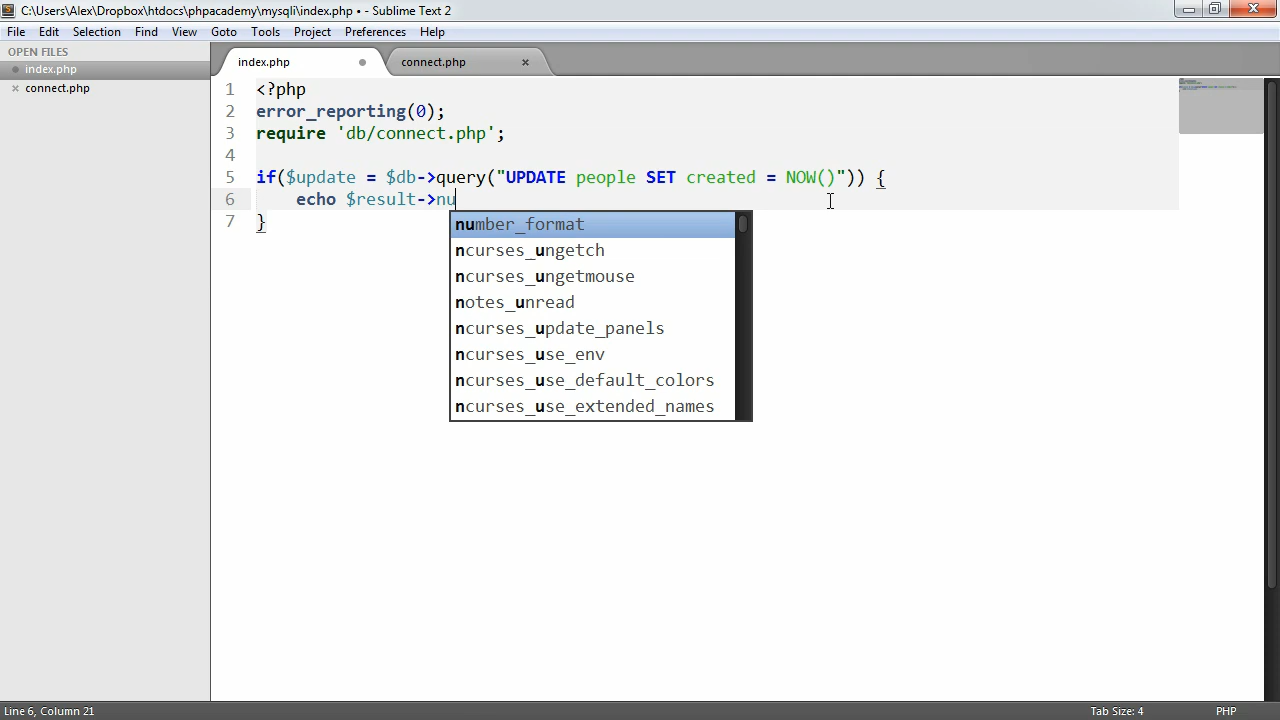 C:\Users\Alex\Dropbox\htdocs\phpacademy\mysqli\index.php • - Sublime Text 2
File Edit Selection Find View Goto Tools Project Preferences Help
OPEN FILES
index.php
connect.php
index.php connect.php
1 <?php
2 error_reporting(0);
3 require 'db/connect.php';
4
5 if($update = $db->query("UPDATE people SET created = NOW()")) {
6 echo $result->nu
7 }
number_format
ncurses_ungetch
ncurses_ungetmouse
notes_unread
ncurses_update_panels
ncurses_use_env
ncurses_use_default_colors
ncurses_use_extended_names
Line 6, Column 21 Tab Size: 4 PHP